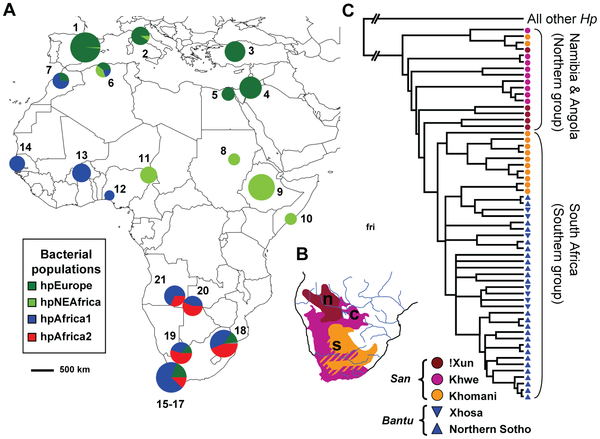 A
1
2
3
7
6
5
4
14
13
12
11
8
9
10
fri
Bacterial
populations
hpEurope
hpNEAfrica
hpAfrica1
hpAfrica2
500 km
21
20
19
18
15-17
B
n
c
s
San
!Xun
Khwe
Khomani
Bantu
Xhosa
Northern Sotho
C
All other Hp
Namibia & Angola
(Northern group)
South Africa
(Southern group)